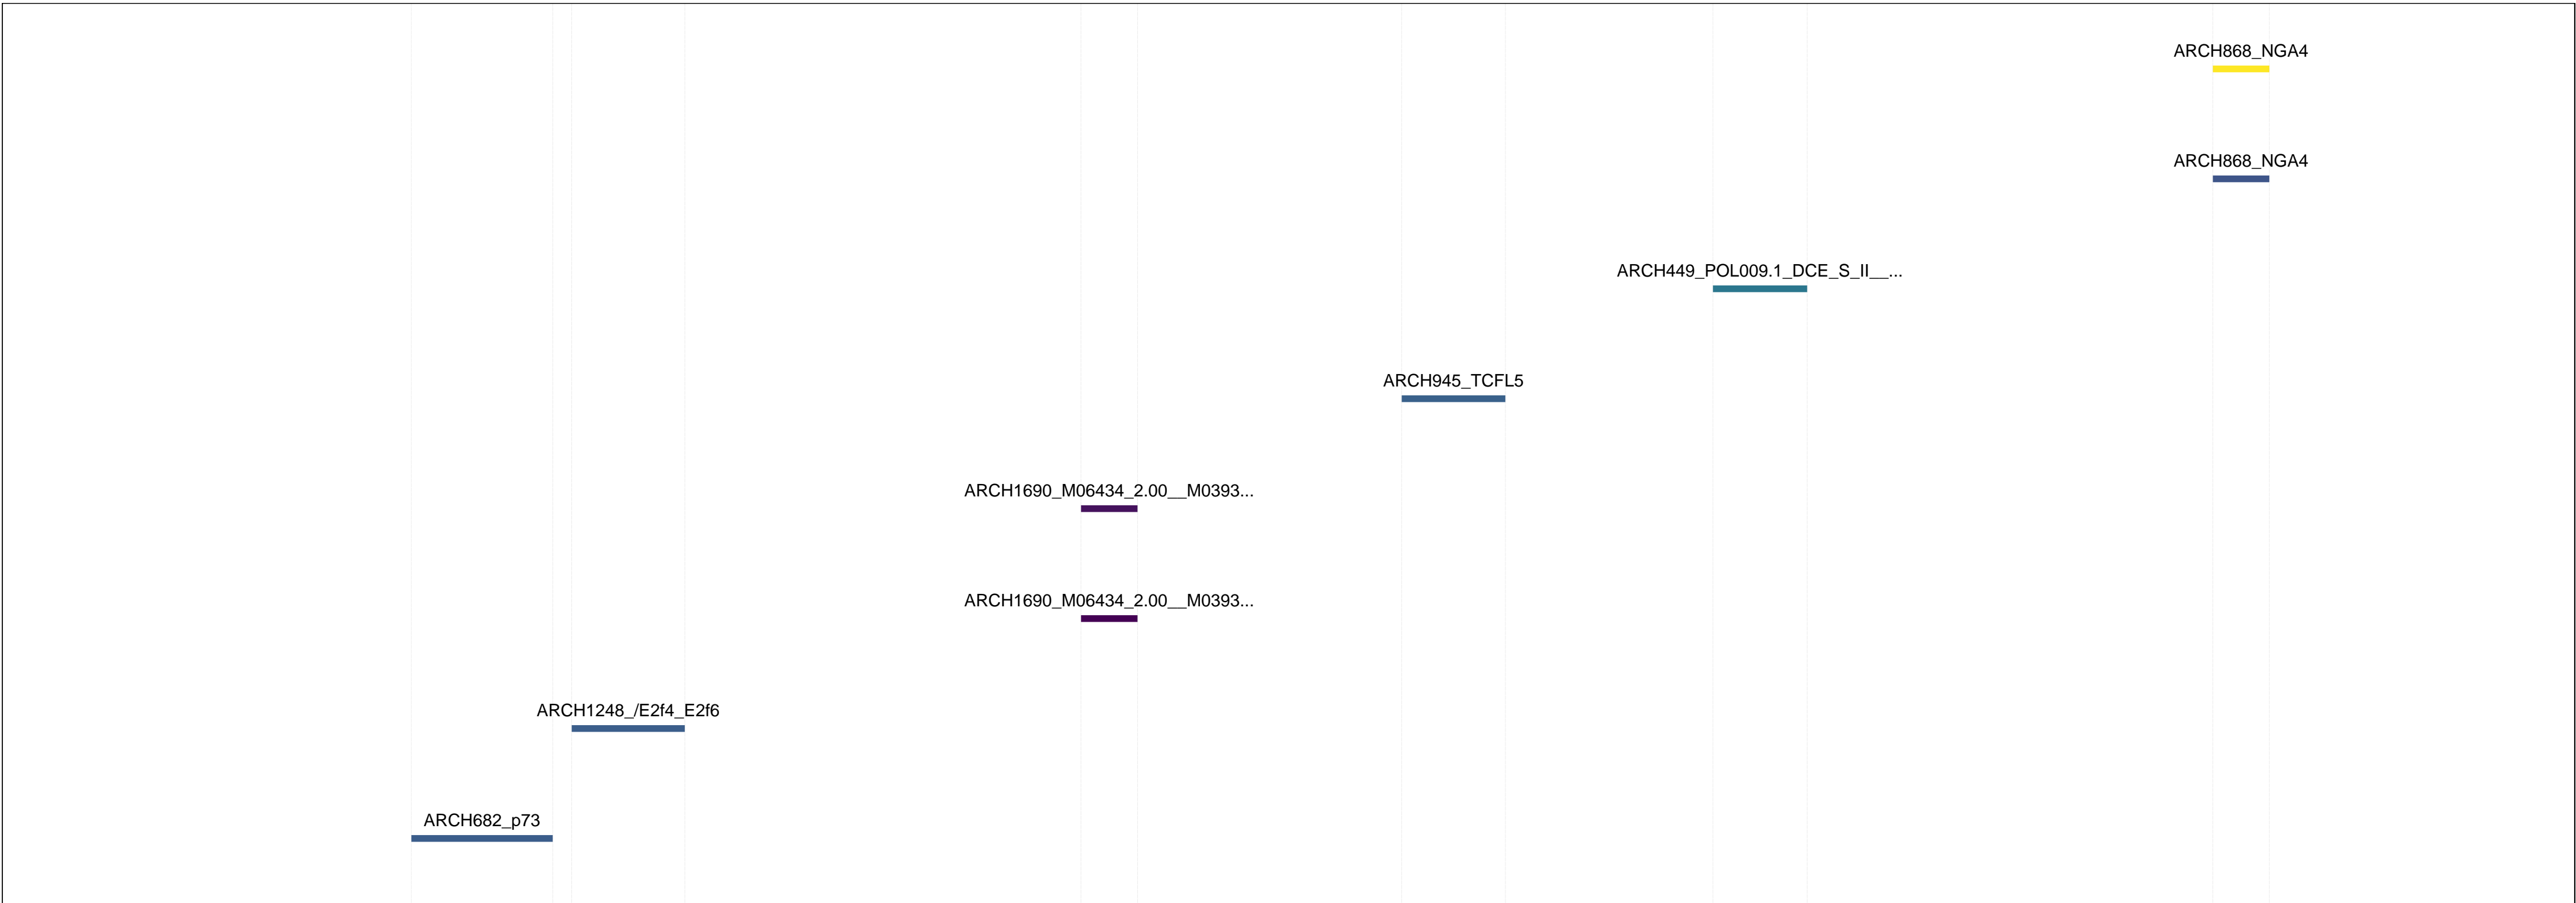 ARCH868_NGA4
ARCH868_NGA4
ARCH449_POL009.1_DCE_S_II__...
ARCH945_TCFL5
ARCH1690_M06434_2.00__M0393...
ARCH1690_M06434_2.00__M0393...
ARCH1248_/E2f4_E2f6
ARCH682_p73